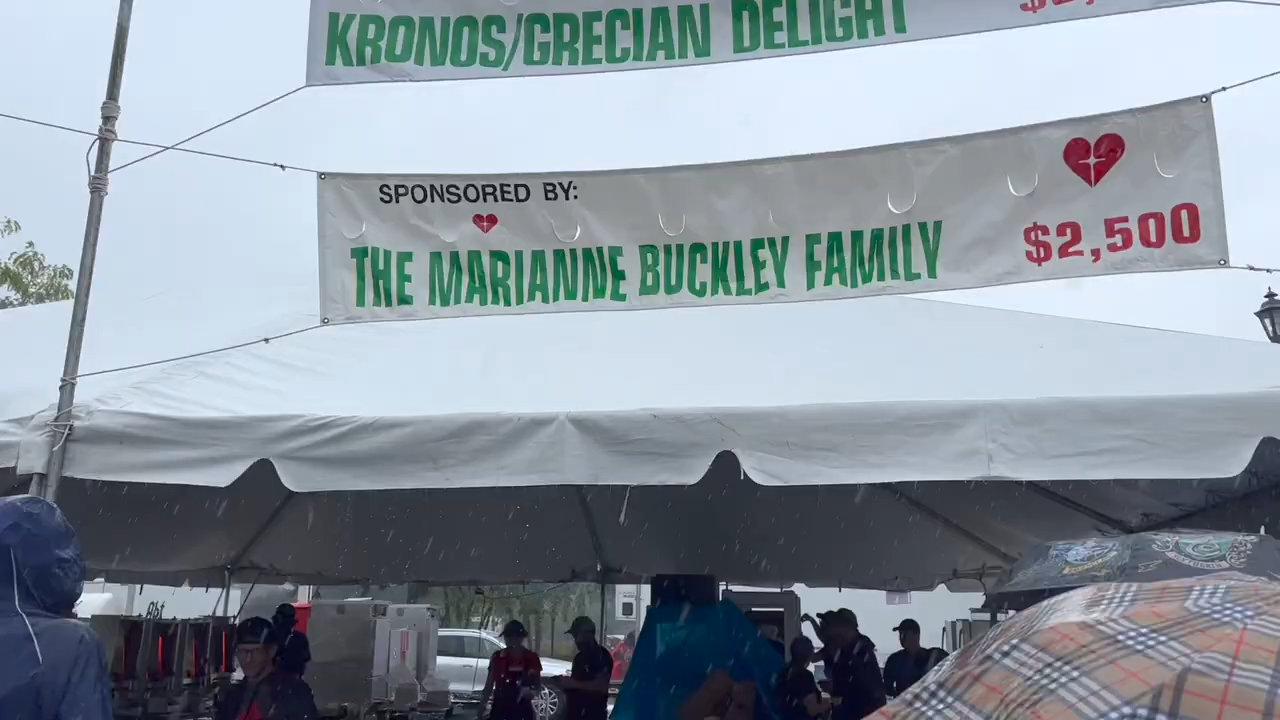 KRONOS/GRECIAN DELIGHT
SPONSORED BY:
THE MARIANNE BUCKLEY FAMILY
$2,500